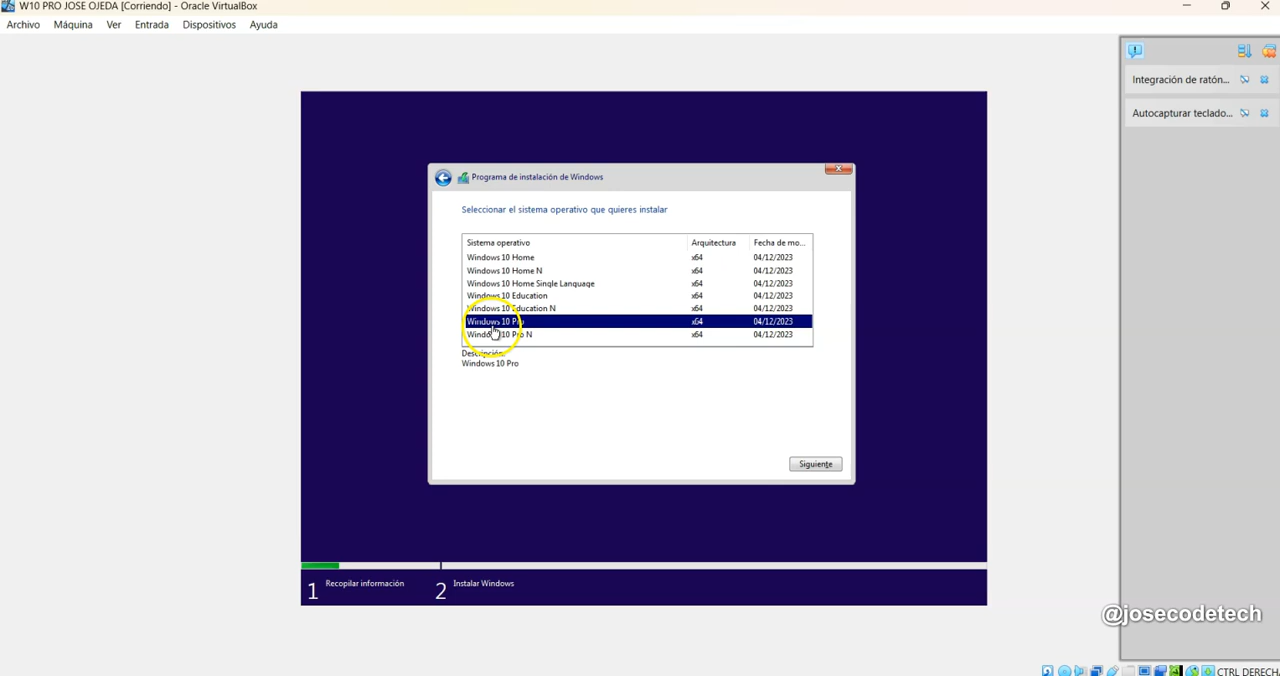 W10 PRO JOSE OJEDA [Corriendo] - Oracle VirtualBox
Archivo Máquina Ver Entrada Dispositivos Ayuda
Integración de ratón...
Autocapturar teclado...
Programa de instalación de Windows
Seleccionar el sistema operativo que quieres instalar
Sistema operativo Arquitectura Fecha de mo...
Windows 10 Home x64 04/12/2023
Windows 10 Home N x64 04/12/2023
Windows 10 Home Single Language x64 04/12/2023
Windows 10 Education x64 04/12/2023
Windows 10 Education N x64 04/12/2023
Windows 10 Pro x64 04/12/2023
Windows 10 Pro N x64 04/12/2023
Descripción:
Windows 10 Pro
Siguiente
1 Recopilar información 2 Instalar Windows
@josecodetech
CTRL DERECH